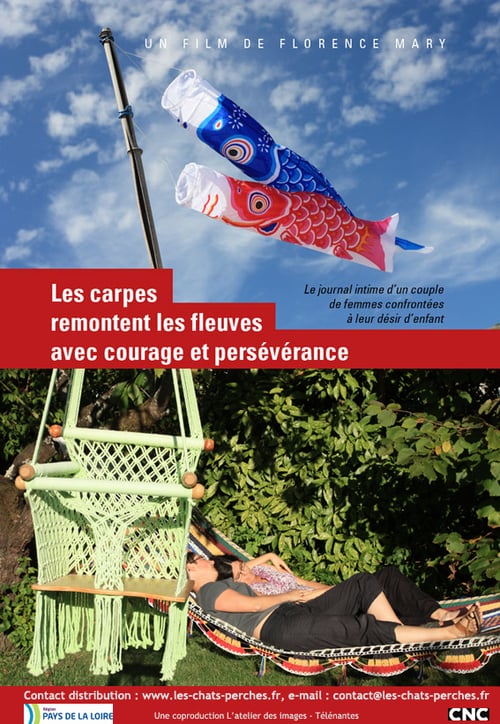 UN FILM DE FLORENCE MARY
Les carpes
remontent les fleuves
avec courage et persévérance
Le journal intime d'un couple
de femmes confrontées
à leur désir d'enfant
Contact distribution : www.les-chats-perches.fr, e-mail : contact@les-chats-perches.fr
Région
PAYS DE LA LOIRE
Une coproduction L'atelier des images - Télénantes
CNC